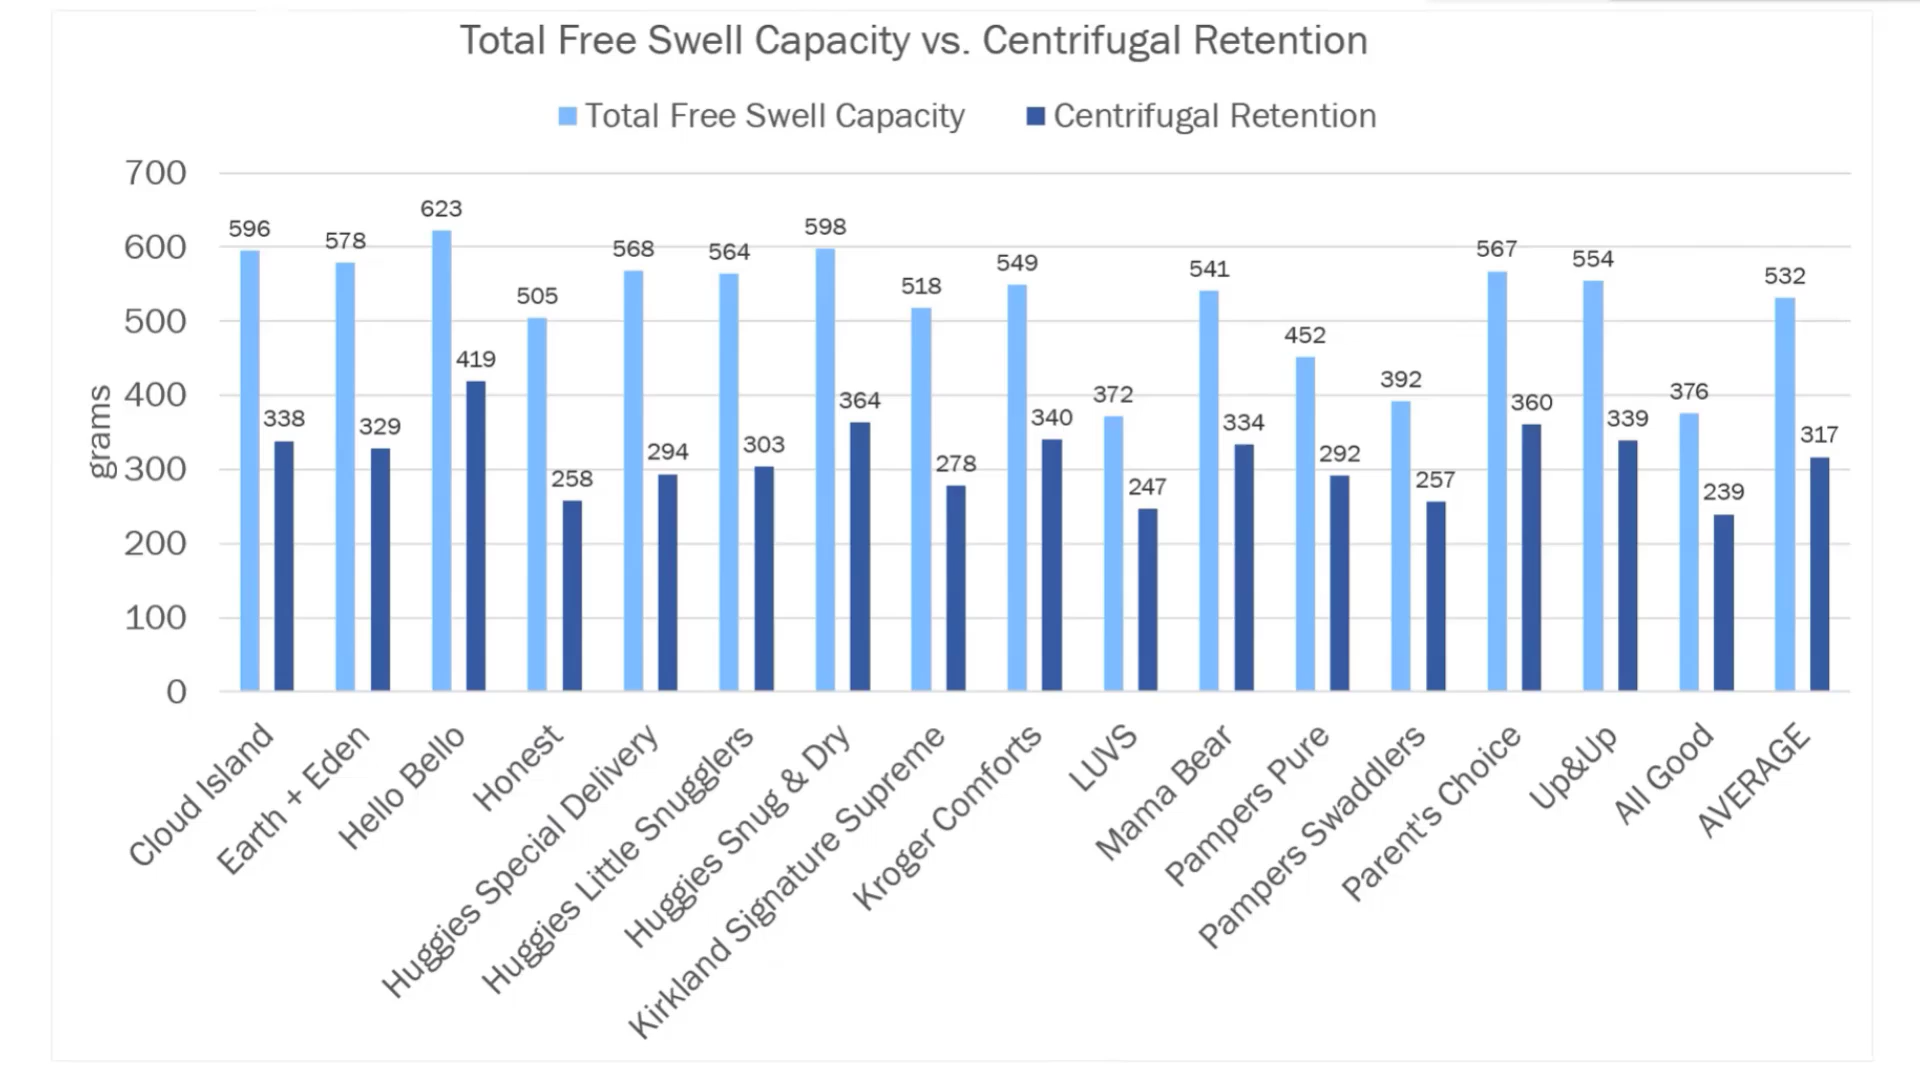 Total Free Swell Capacity vs. Centrifugal Retention
Total Free Swell Capacity Centrifugal Retention
grams
700
600
500
400
300
200
100
0
596 338
578 329
623 419
505 258
568 294
564 303
598 364
518 278
549 340
372 247
541 334
452 292
392 257
567 360
554 339
376 239
532 317
Cloud Island
Earth + Eden
Hello Bello
Honest
Huggies Special Delivery
Huggies Little Snugglers
Huggies Snug & Dry
Kirkland Signature Supreme
Kroger Comforts
LUVS
Mama Bear
Pampers Pure
Pampers Swaddlers
Parent's Choice
Up&Up
All Good
AVERAGE